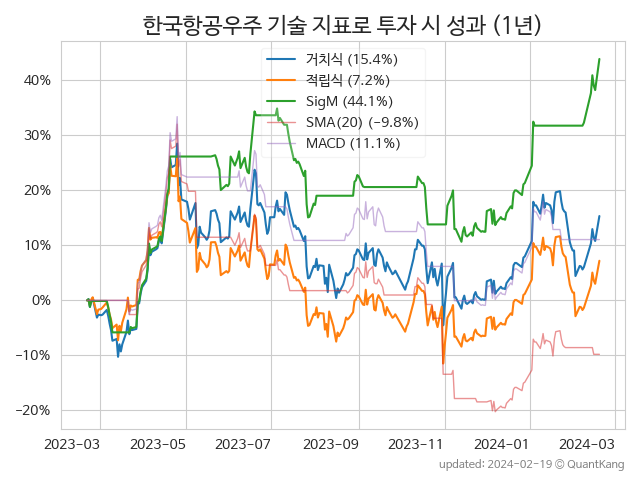 한국항공우주 기술 지표로 투자 시 성과 (1년)
거치식 (15.4%)
적립식 (7.2%)
SigM (44.1%)
SMA(20) (−9.8%)
MACD (11.1%)
40%
30%
20%
10%
0%
−10%
−20%
2023-03 2023-05 2023-07 2023-09 2023-11 2024-01 2024-03
updated: 2024-02-19 © QuantKang